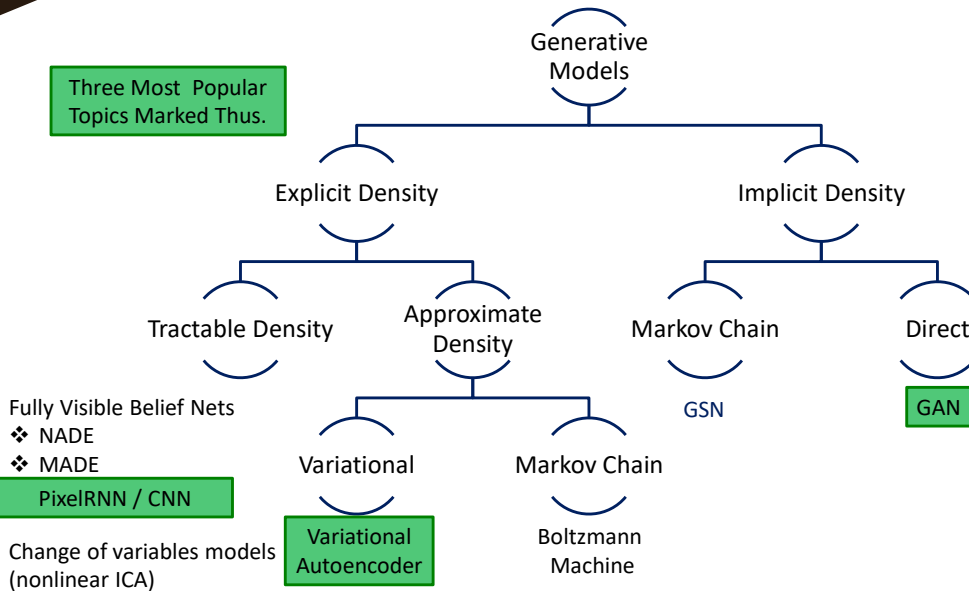 Generative
Models
Three Most Popular
Topics Marked Thus.
Explicit Density
Implicit Density
Tractable Density
Approximate
Density
Markov Chain
Direct
Fully Visible Belief Nets
❖ NADE
❖ MADE
PixelRNN / CNN
Change of variables models
(nonlinear ICA)
Variational
Markov Chain
GSN
GAN
Variational
Autoencoder
Boltzmann
Machine